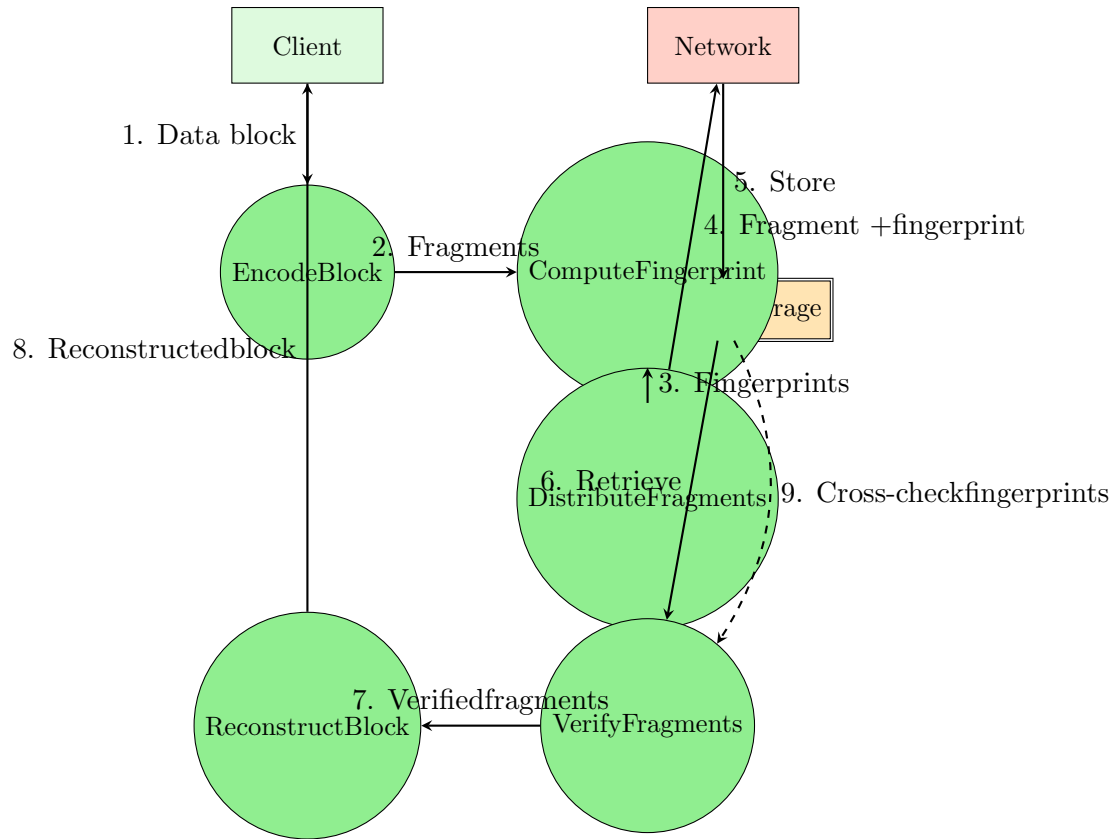 Client
Network
1. Data block
5. Store
4. Fragment +fingerprint
2. Fragments
EncodeBlock
ComputeFingerprint
rage
8. Reconstructedblock
3. Fingerprints
6. Retrieve
DistributeFragments
9. Cross-checkfingerprints
7. Verifiedfragments
ReconstructBlock
VerifyFragments